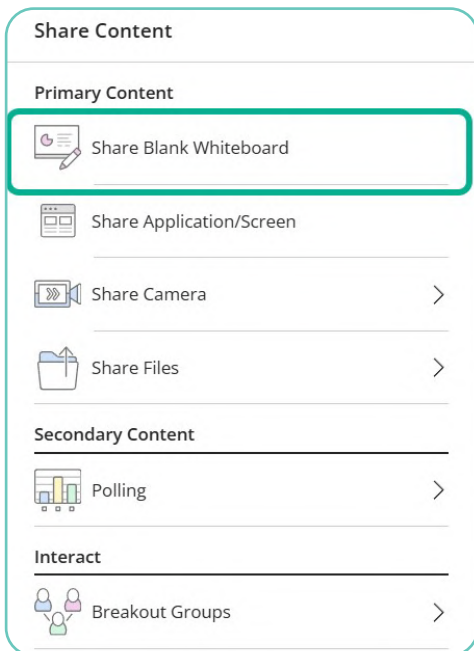 Share Content
Primary Content
Share Blank Whiteboard
Share Application/Screen
Share Camera
Share Files
Secondary Content
Polling
Interact
Breakout Groups